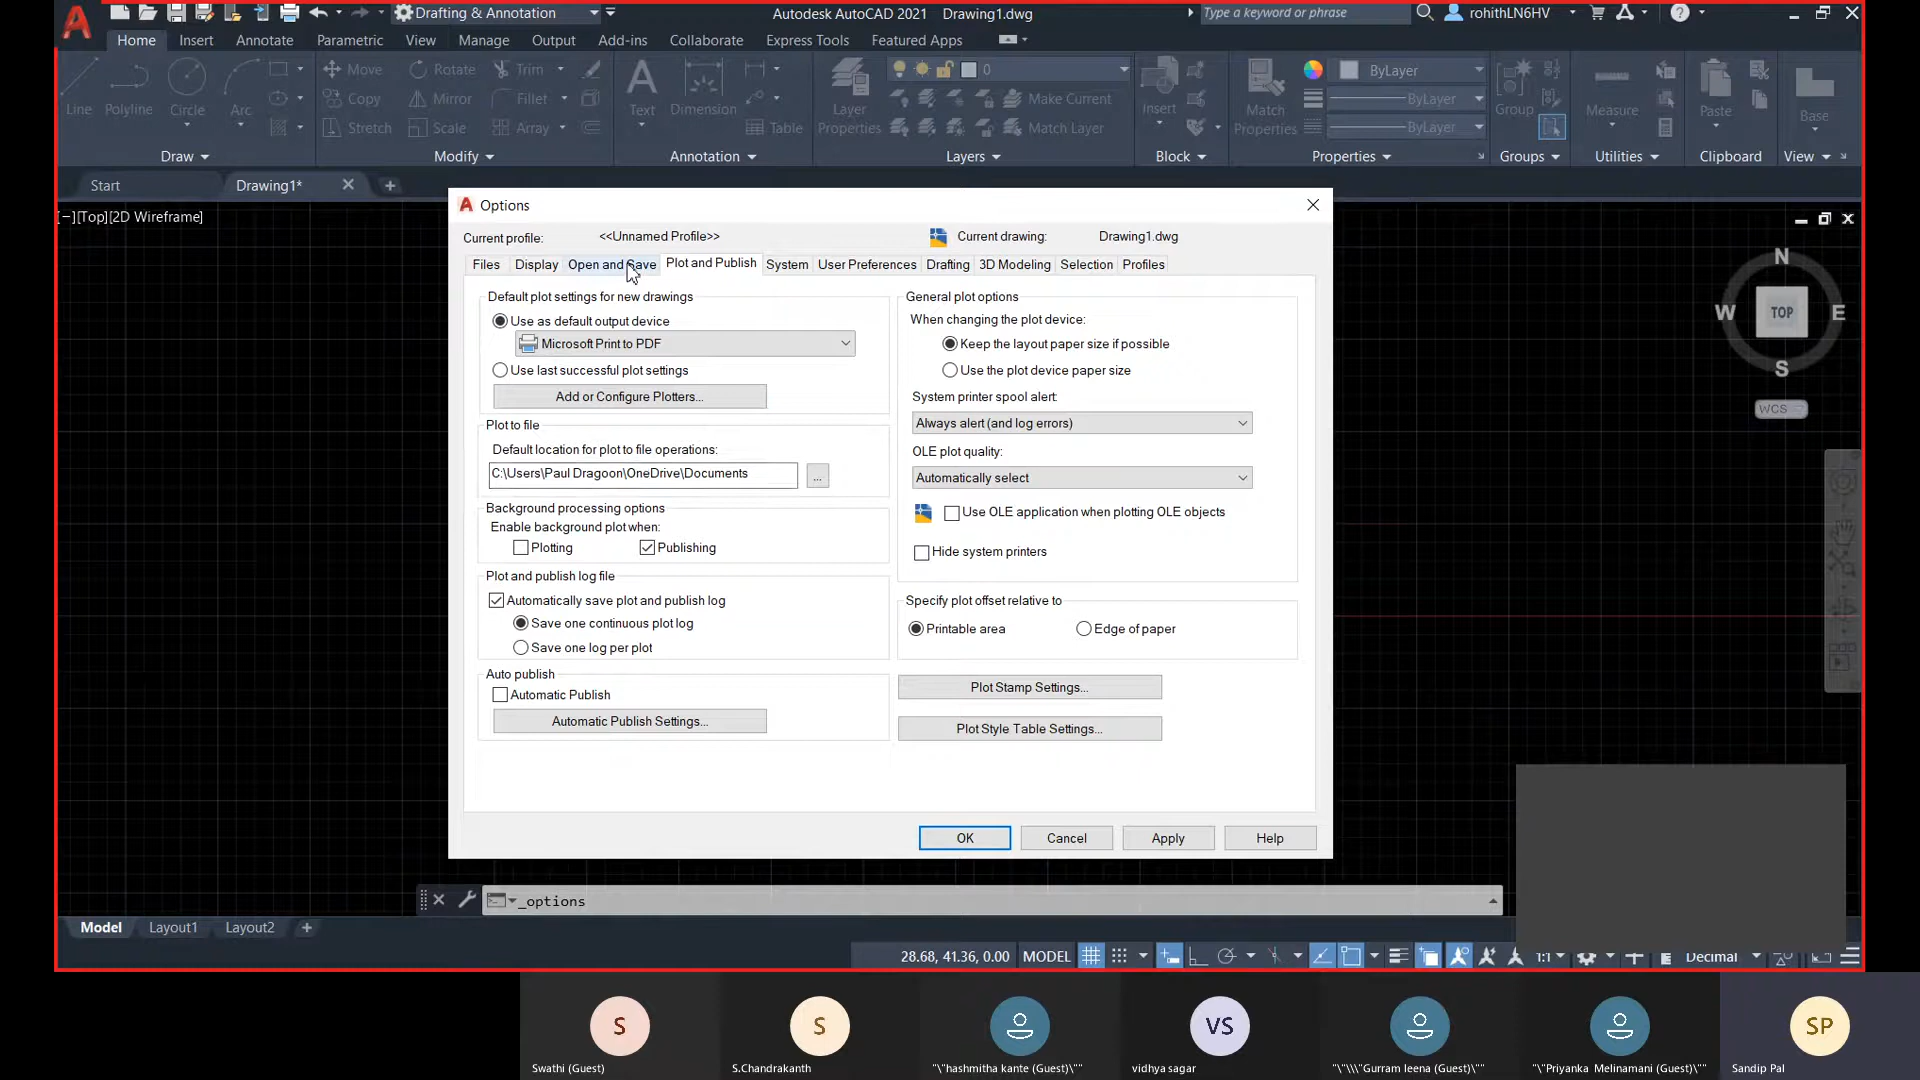 Drafting & Annotation
Autodesk AutoCAD 2021 Drawing1.dwg
Type a keyword or phrase
rohithLN6HV
Home Insert Annotate Parametric View Manage Output Add-ins Collaborate Express Tools Featured Apps
Line Polyline Circle Arc
Move Rotate Trim
Copy Mirror Fillet
Stretch Scale Array
Text Dimension Table
Layer Properties
0
Make Current
Match Layer
Insert
Match Properties
ByLayer
ByLayer
ByLayer
Group
Measure
Paste
Base
Draw Modify Annotation Layers Block Properties Groups Utilities Clipboard View
Start Drawing1*
[−][Top][2D Wireframe]
Options
Current profile: <<Unnamed Profile>> Current drawing: Drawing1.dwg
Files Display Open and Save Plot and Publish System User Preferences Drafting 3D Modeling Selection Profiles
Default plot settings for new drawings
Use as default output device
Microsoft Print to PDF
Use last successful plot settings
Add or Configure Plotters...
Plot to file
Default location for plot to file operations:
C:\Users\Paul Dragoon\OneDrive\Documents
...
Background processing options
Enable background plot when:
Plotting Publishing
Plot and publish log file
Automatically save plot and publish log
Save one continuous plot log
Save one log per plot
Auto publish
Automatic Publish
Automatic Publish Settings...
General plot options
When changing the plot device:
Keep the layout paper size if possible
Use the plot device paper size
System printer spool alert:
Always alert (and log errors)
OLE plot quality:
Automatically select
Use OLE application when plotting OLE objects
Hide system printers
Specify plot offset relative to
Printable area Edge of paper
Plot Stamp Settings...
Plot Style Table Settings...
OK Cancel Apply Help
N
W TOP E
S
WCS
_options
Model Layout1 Layout2
28.68, 41.36, 0.00 MODEL
1:1
Decimal
S S VS SP
Swathi (Guest)
S.Chandrakanth
"\"hashmitha kante (Guest)\""
vidhya sagar
"\"\\\"Gurram leena (Guest)\""
"\"Priyanka Melinamani (Guest)\""
Sandip Pal